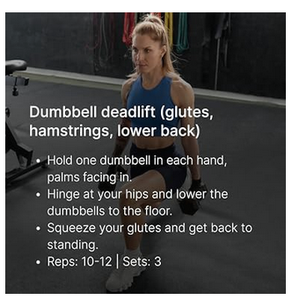 Dumbbell deadlift (glutes,
hamstrings, lower back)
• Hold one dumbbell in each hand,
palms facing in.
• Hinge at your hips and lower the
dumbbells to the floor.
• Squeeze your glutes and get back to
standing.
• Reps: 10-12 | Sets: 3